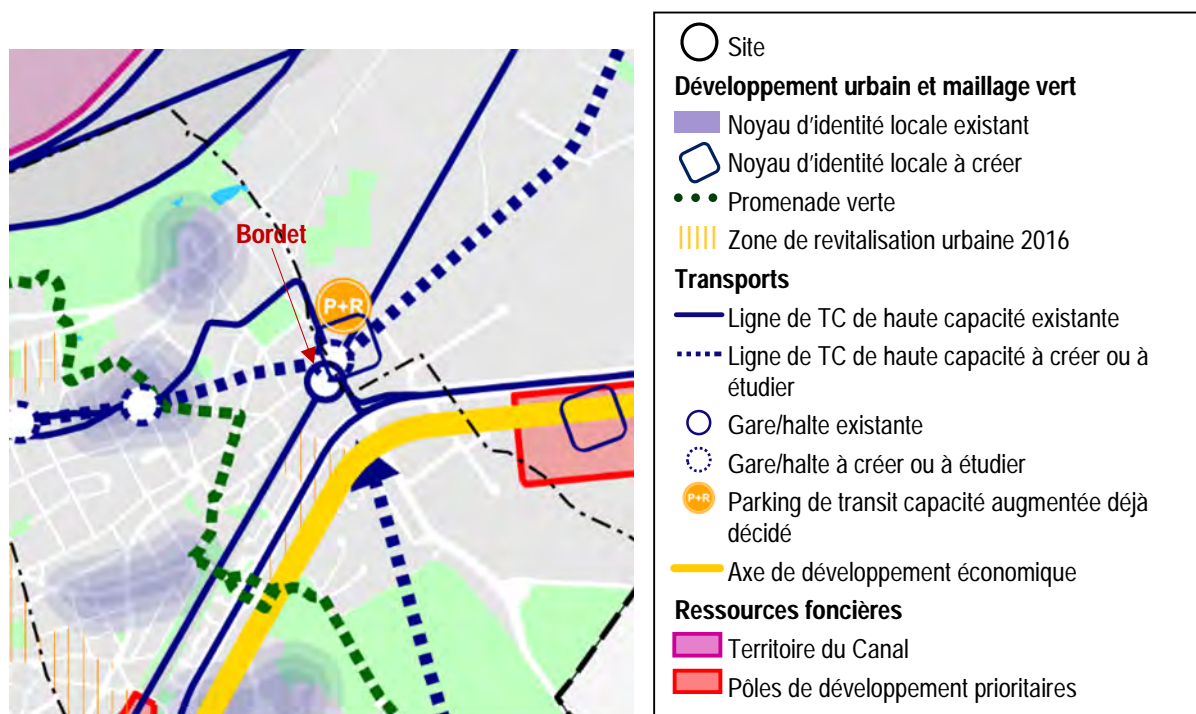 Bordet
P+R
Site
Développement urbain et maillage vert
Noyau d'identité locale existant
Noyau d'identité locale à créer
Promenade verte
Zone de revitalisation urbaine 2016
Transports
Ligne de TC de haute capacité existante
Ligne de TC de haute capacité à créer ou à
étudier
Gare/halte existante
Gare/halte à créer ou à étudier
P+R
Parking de transit capacité augmentée déjà
décidé
Axe de développement économique
Ressources foncières
Territoire du Canal
Pôles de développement prioritaires